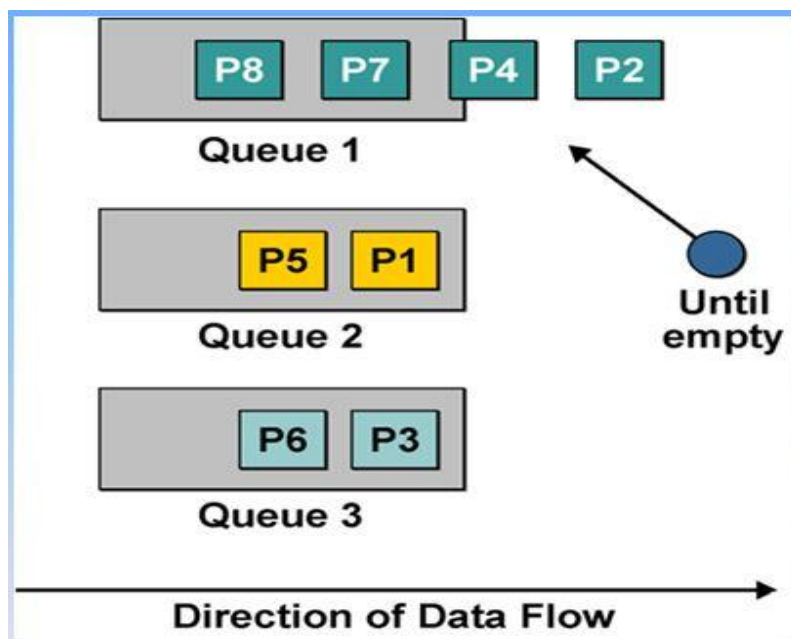 P8 P7 P4 P2
Queue 1
P5 P1
Queue 2
Until
empty
P6 P3
Queue 3
Direction of Data Flow